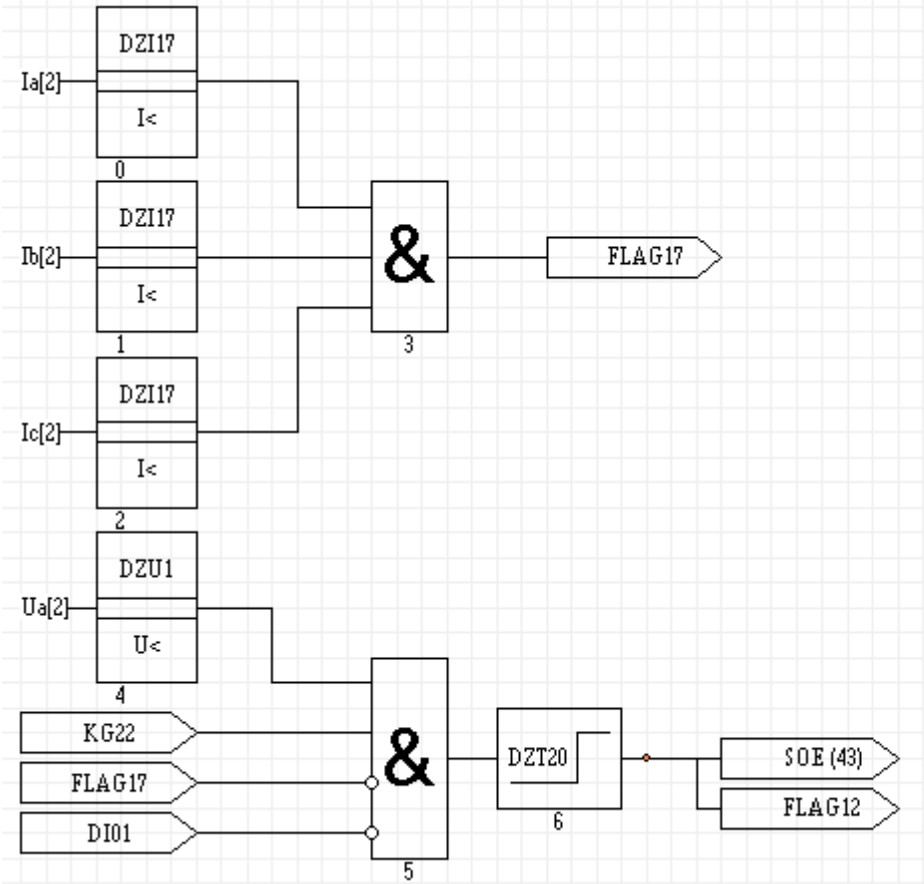 DZI17
Ia[2]
I<
0
DZI17
Ib[2]
I<
1
&
FLAG17
3
DZI17
Ic[2]
I<
2
DZU1
Ua[2]
U<
4
KG22
FLAG17
DI01
&
5
DZT20
6
SOE (43)
FLAG12